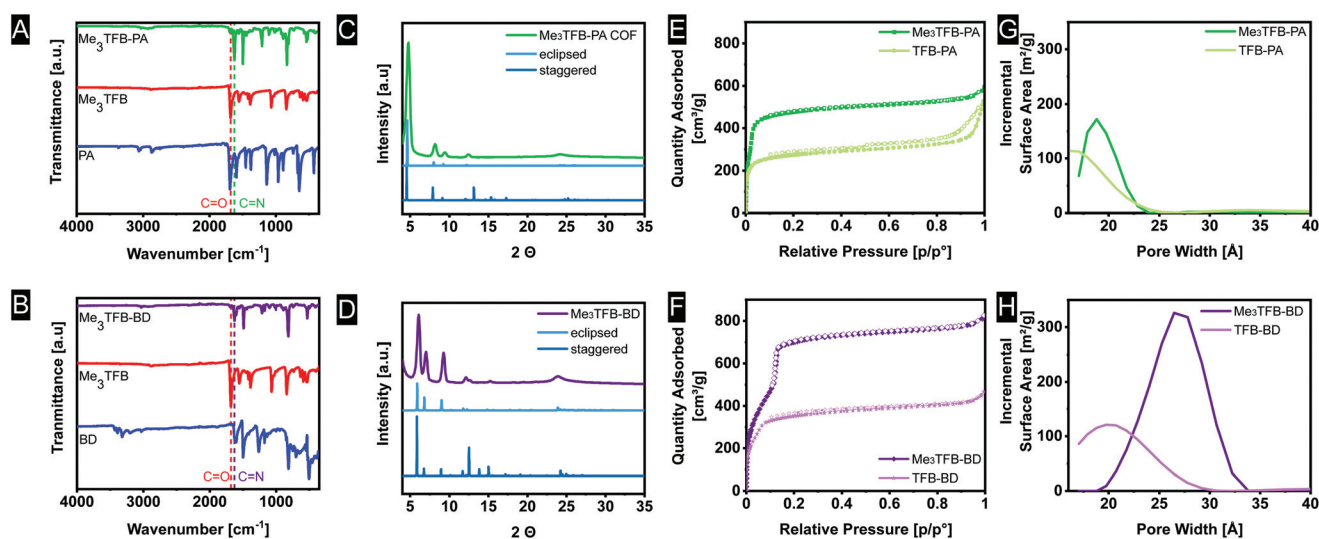 A
Me₃TFB-PA
Me₃TFB
PA
C=O
C=N
4000 3000 2000 1000
Wavenumber [cm⁻¹]
Transmittance [a.u.]
C
Me₃TFB-PA COF
eclipsed
staggered
5 10 15 20 25 30 35
2 Θ
Intensity [a.u]
E
Me₃TFB-PA
TFB-PA
800
600
400
200
0
0 0.2 0.4 0.6 0.8 1
Relative Pressure [p/p°]
Quantity Adsorbed
[cm³/g]
G
Me₃TFB-PA
TFB-PA
300
200
100
0
20 25 30 35 40
Pore Width [Å]
Incremental
Surface Area [m²/g]
B
Me₃TFB-BD
Me₃TFB
BD
C=O
C=N
4000 3000 2000 1000
Wavenumber [cm⁻¹]
Tranmittance [a.u.]
D
Me₃TFB-BD
eclipsed
staggered
5 10 15 20 25 30 35
2 Θ
Intensity [a.u.]
F
Me₃TFB-BD
TFB-BD
800
600
400
200
0
0 0.2 0.4 0.6 0.8 1
Relative Pressure [p/p°]
Quantity Adsorbed
[cm³/g]
H
Me₃TFB-BD
TFB-BD
300
200
100
0
20 25 30 35 40
Pore Width [Å]
Incremental
Surface Area [m²/g]